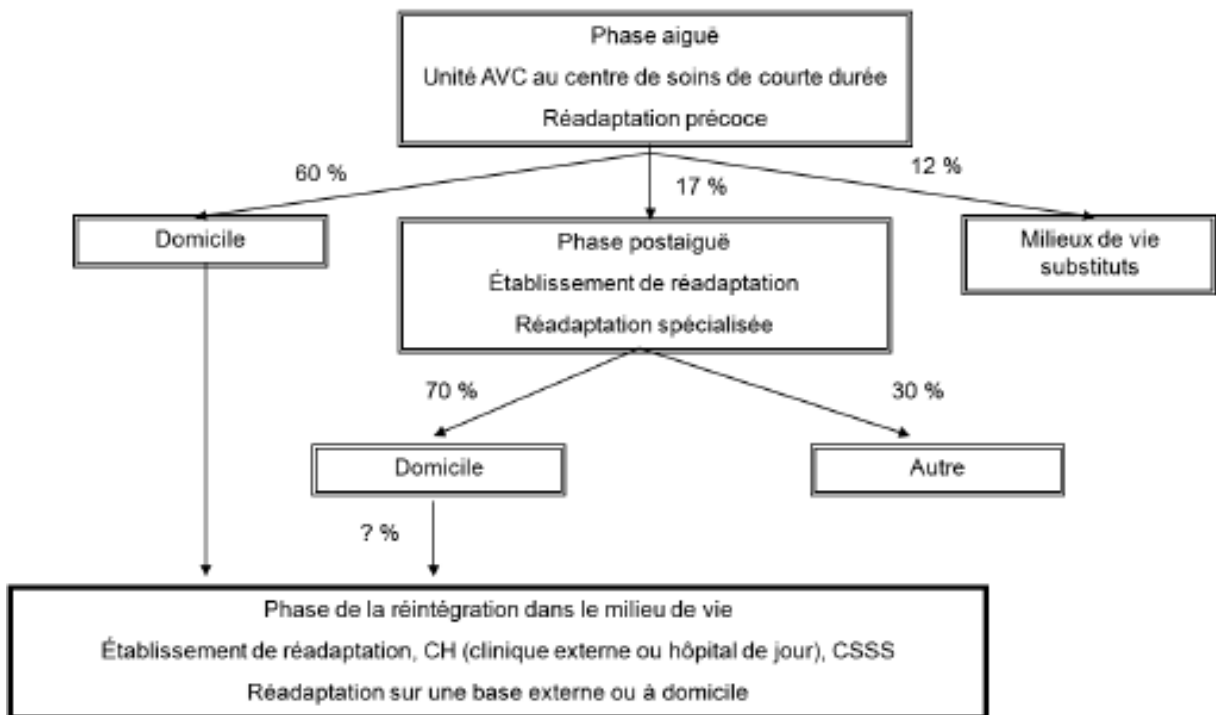 Phase aiguë
Unité AVC au centre de soins de courte durée
Réadaptation précoce
60 %
17 %
12 %
Domicile
Phase postaiguë
Établissement de réadaptation
Réadaptation spécialisée
Milieux de vie
substituts
70 %
30 %
Domicile
Autre
? %
Phase de la réintégration dans le milieu de vie
Établissement de réadaptation, CH (clinique externe ou hôpital de jour), CSSS
Réadaptation sur une base externe ou à domicile